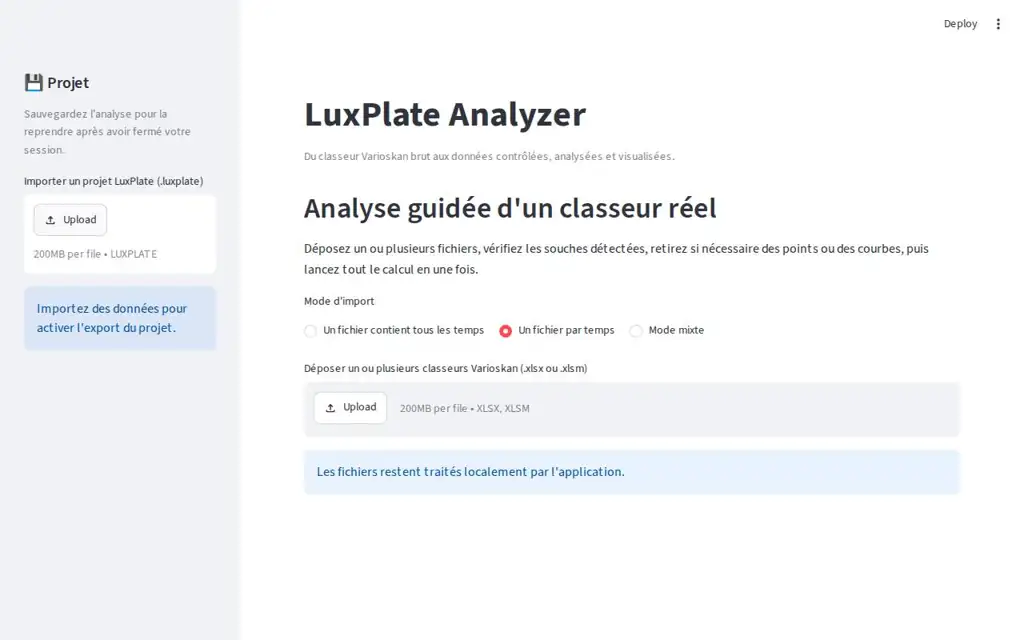 Deploy
💾 Projet
Sauvegardez l'analyse pour la
reprendre après avoir fermé votre
session.
Importer un projet LuxPlate (.luxplate)
Upload
200MB per file • LUXPLATE
Importez des données pour
activer l'export du projet.
LuxPlate Analyzer
Du classeur Varioskan brut aux données contrôlées, analysées et visualisées.
Analyse guidée d'un classeur réel
Déposez un ou plusieurs fichiers, vérifiez les souches détectées, retirez si nécessaire des points ou des courbes, puis
lancez tout le calcul en une fois.
Mode d'import
Un fichier contient tous les temps Un fichier par temps Mode mixte
Déposer un ou plusieurs classeurs Varioskan (.xlsx ou .xlsm)
Upload 200MB per file • XLSX, XLSM
Les fichiers restent traités localement par l'application.